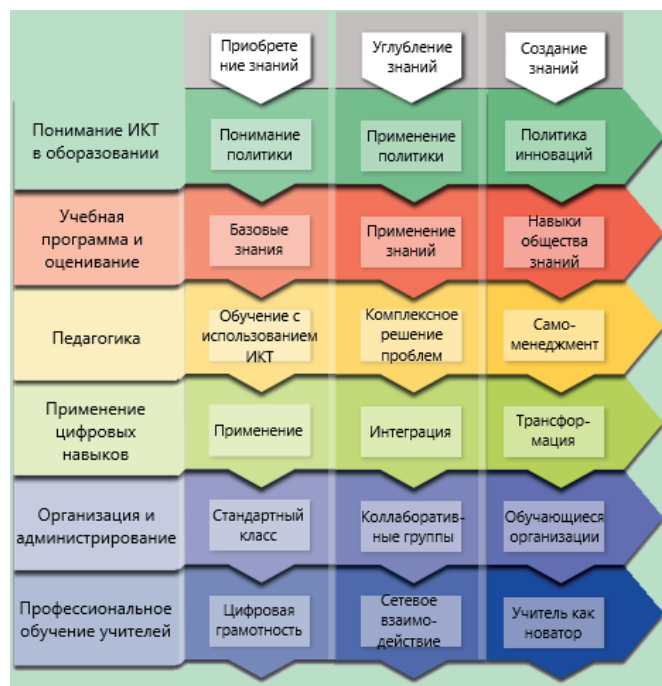 Приобрете
ние знаний
Углубление
знаний
Создание
знаний
Понимание ИКТ
в оборазовании
Понимание
политики
Применение
политики
Политика
инноваций
Учебная
программа и
оценивание
Базовые
знания
Применение
знаний
Навыки
общества
знаний
Педагогика
Обучение с
использованием
ИКТ
Комплексное
решение
проблем
Само-
менеджмент
Применение
цифровых
навыков
Применение
Интеграция
Трансфор-
мация
Организация и
администрирование
Стандартный
класс
Коллаборатив-
ные группы
Обучающиеся
организации
Профессиональное
обучение учителей
Цифровая
грамотность
Сетевое
взаимо-
действие
Учитель как
новатор